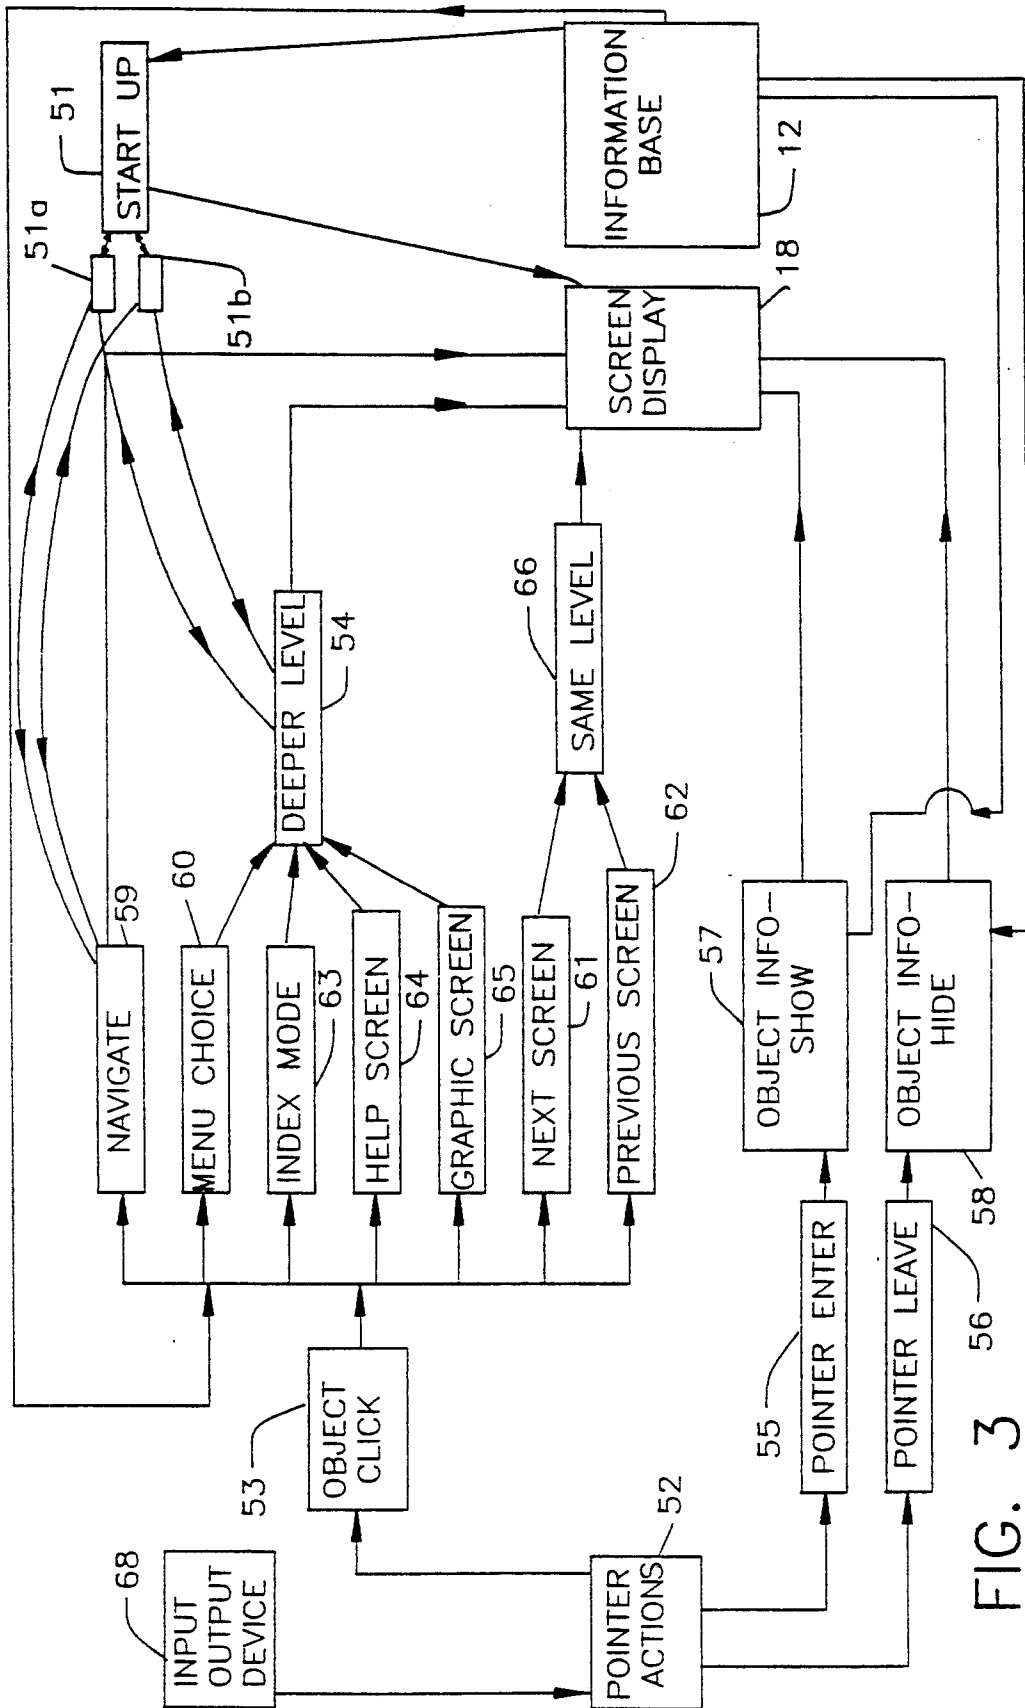 68
INPUT
OUTPUT
DEVICE
53
OBJECT
CLICK
52
POINTER
ACTIONS
NAVIGATE
59
MENU CHOICE
60
INDEX MODE
63
HELP SCREEN
64
GRAPHIC SCREEN
65
NEXT SCREEN
61
PREVIOUS SCREEN
62
55
POINTER ENTER
POINTER LEAVE
56
57
OBJECT INFO—
SHOW
OBJECT INFO—
HIDE
58
DEEPER LEVEL
54
66
SAME LEVEL
51a
51b
51
START UP
SCREEN
DISPLAY
18
INFORMATION
BASE
12
FIG. 3